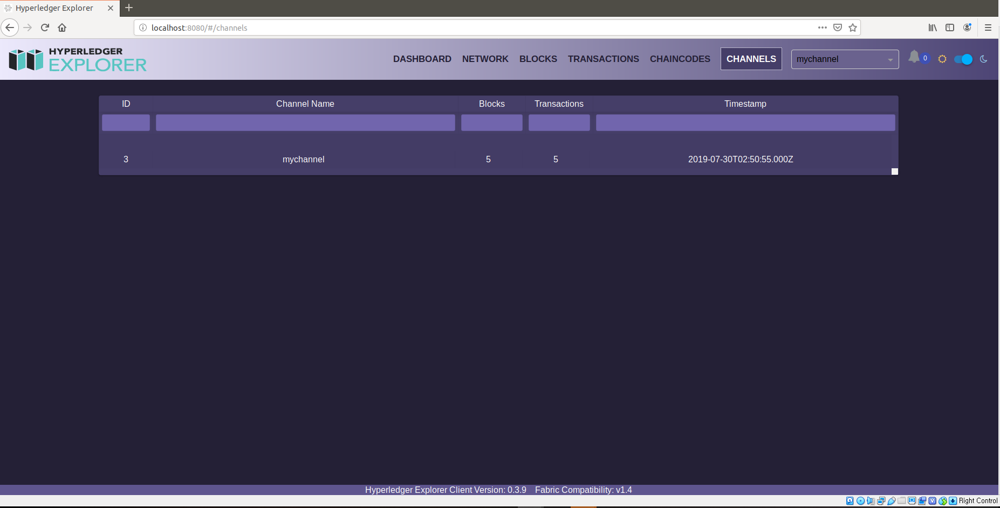 Hyperledger Explorer
localhost:8080/#/channels
HYPERLEDGER
EXPLORER
DASHBOARD NETWORK BLOCKS TRANSACTIONS CHAINCODES CHANNELS mychannel 0
ID Channel Name Blocks Transactions Timestamp
3 mychannel 5 5 2019-07-30T02:50:55.000Z
Hyperledger Explorer Client Version: 0.3.9 Fabric Compatibility: v1.4
Right Control